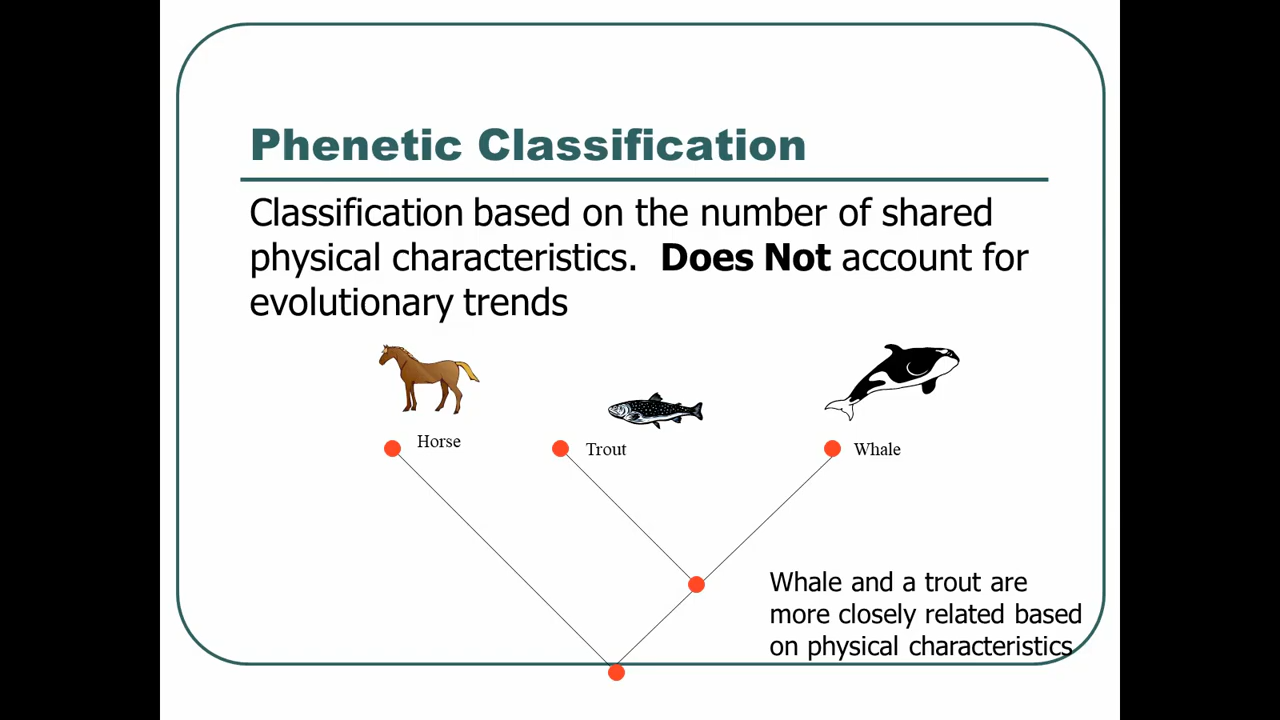 Phenetic Classification
Classification based on the number of shared
physical characteristics.  Does Not account for
evolutionary trends
Horse
Trout
Whale
Whale and a trout are
more closely related based
on physical characteristics